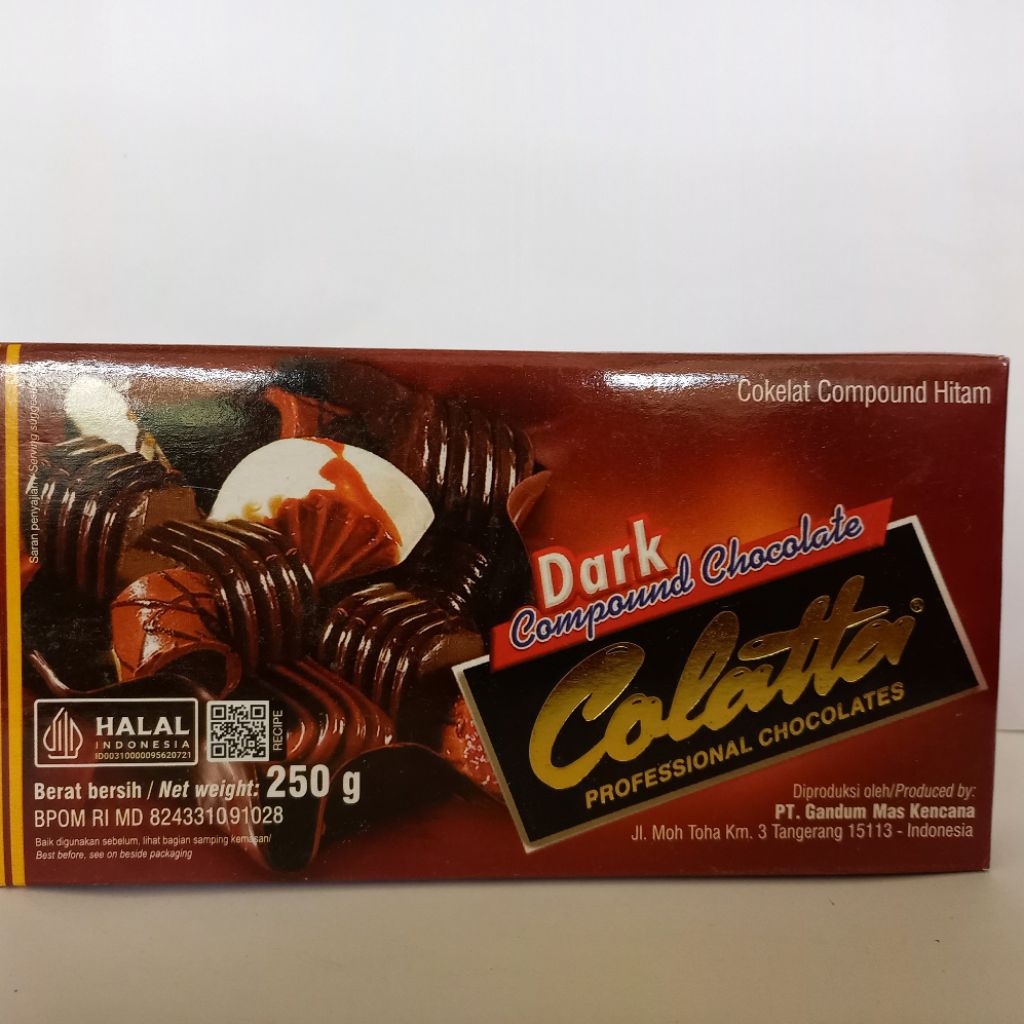 Cokelat Compound Hitam
Saran penyajian / Serving suggestion
Dark
Compound Chocolate
Colatta®
PROFESSIONAL CHOCOLATES
HALAL
INDONESIA
ID00310000095620721
RECIPE
Berat bersih / Net weight: 250 g
BPOM RI MD 824331091028
Baik digunakan sebelum, lihat bagian samping kemasan/
Best before, see on beside packaging
Diproduksi oleh/Produced by:
PT. Gandum Mas Kencana
Jl. Moh Toha Km. 3 Tangerang 15113 - Indonesia